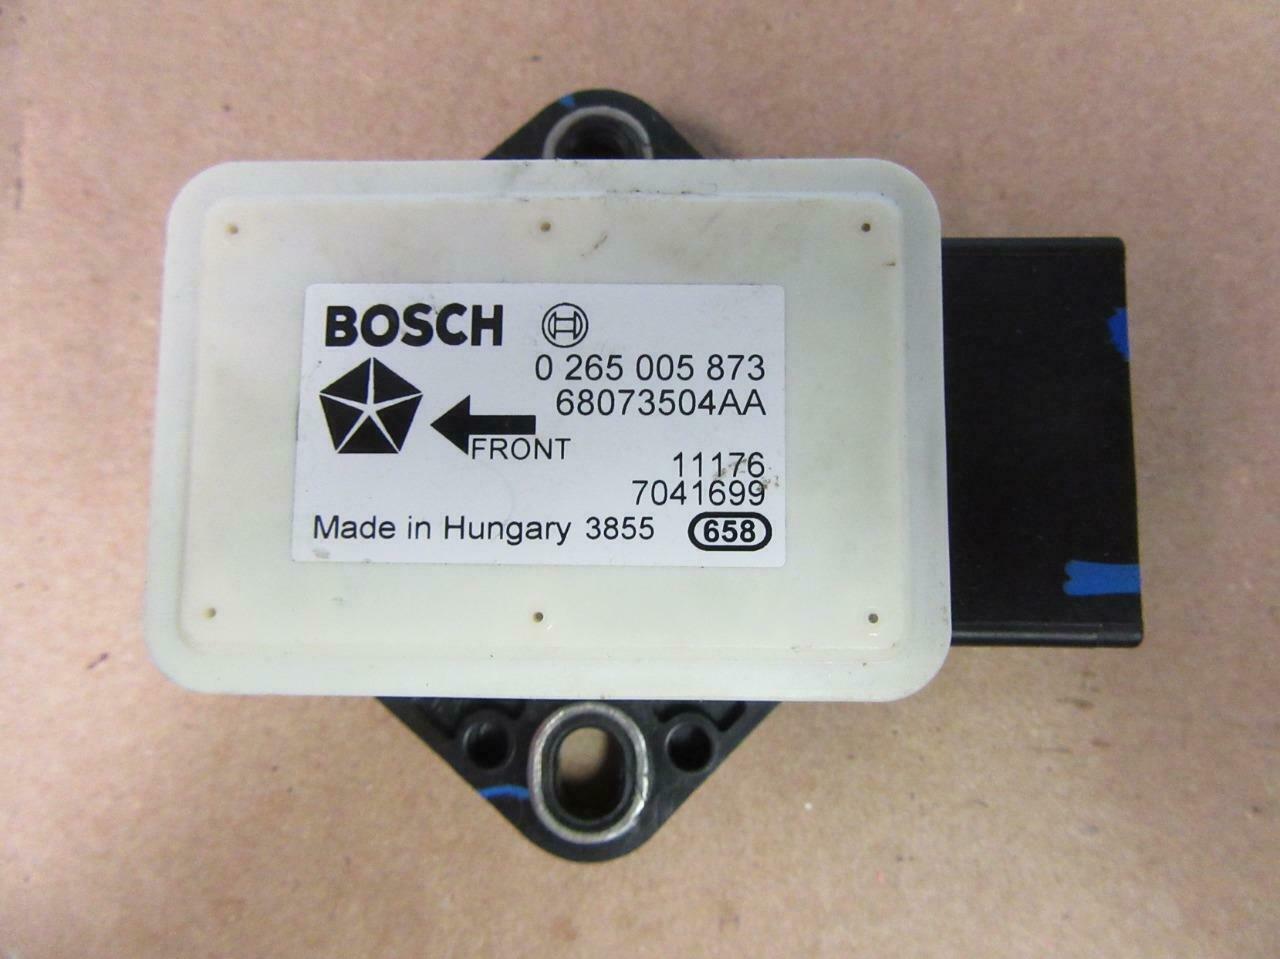 BOSCH
0 265 005 873
68073504AA
FRONT
11176
7041699
Made in Hungary 3855 658